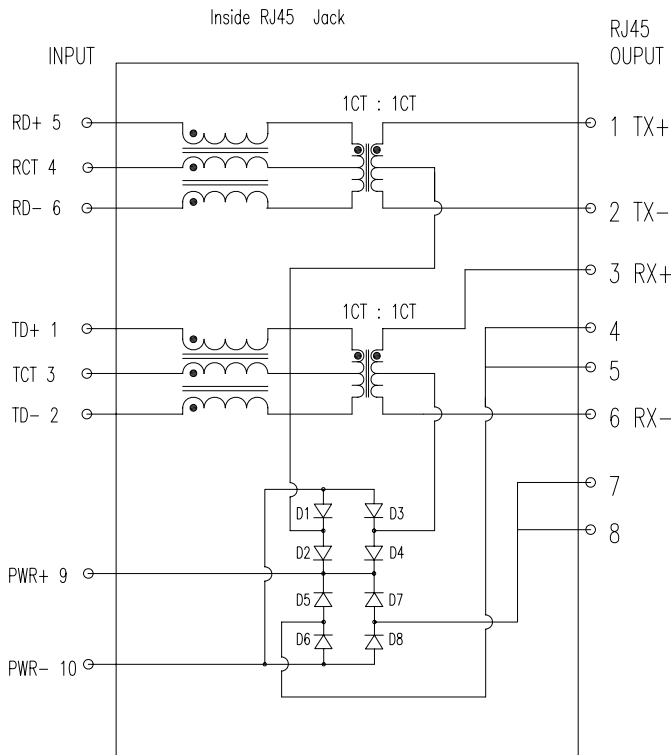 Inside RJ45 Jack
RJ45
OUPUT
INPUT
1CT : 1CT
RD+ 5
1 TX+
RCT 4
RD- 6
2 TX-
3 RX+
1CT : 1CT
TD+ 1
4
TCT 3
5
TD- 2
6 RX-
7
D1
D3
8
D2
D4
PWR+ 9
D5
D7
D6
D8
PWR- 10